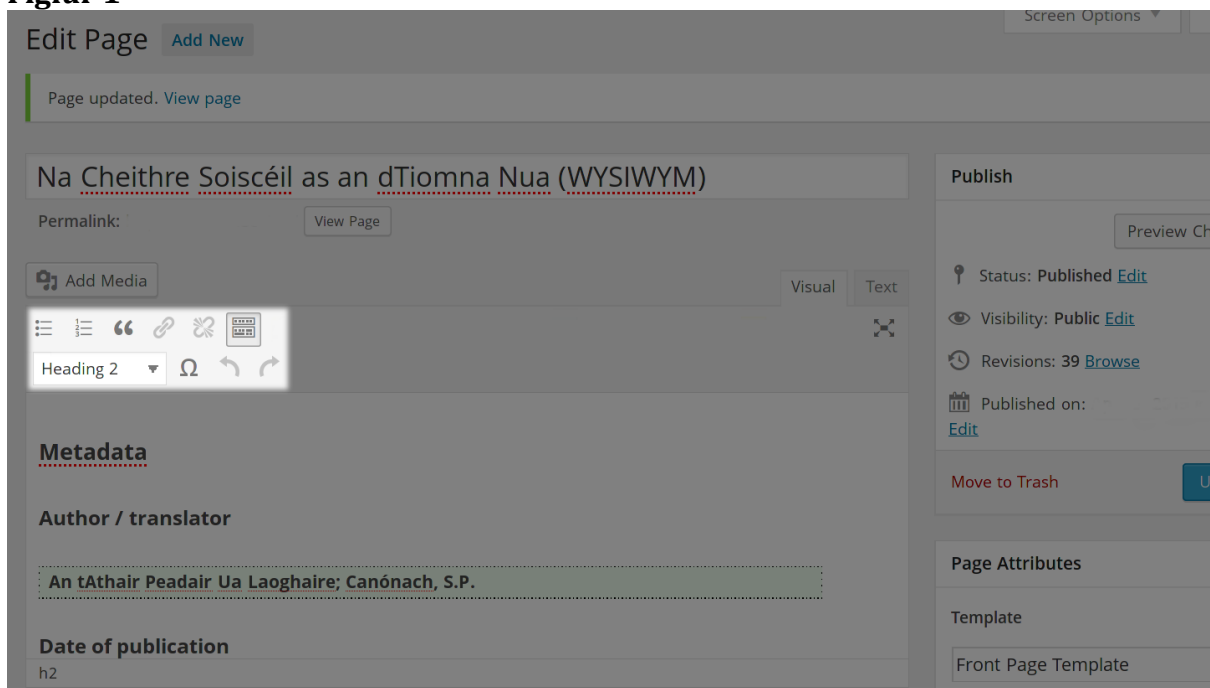 Edit Page Add New
Screen Options
Page updated. View page
Na Cheithre Soiscéil as an dTiomna Nua (WYSIWYM)
Permalink: View Page
Add Media
Visual Text
Heading 2 Ω
Metadata
Author / translator
An tAthair Peadair Ua Laoghaire; Canónach, S.P.
Date of publication
h2
Publish
Preview Ch
Status: Published Edit
Visibility: Public Edit
Revisions: 39 Browse
Published on:
Edit
Move to Trash
U
Page Attributes
Template
Front Page Template